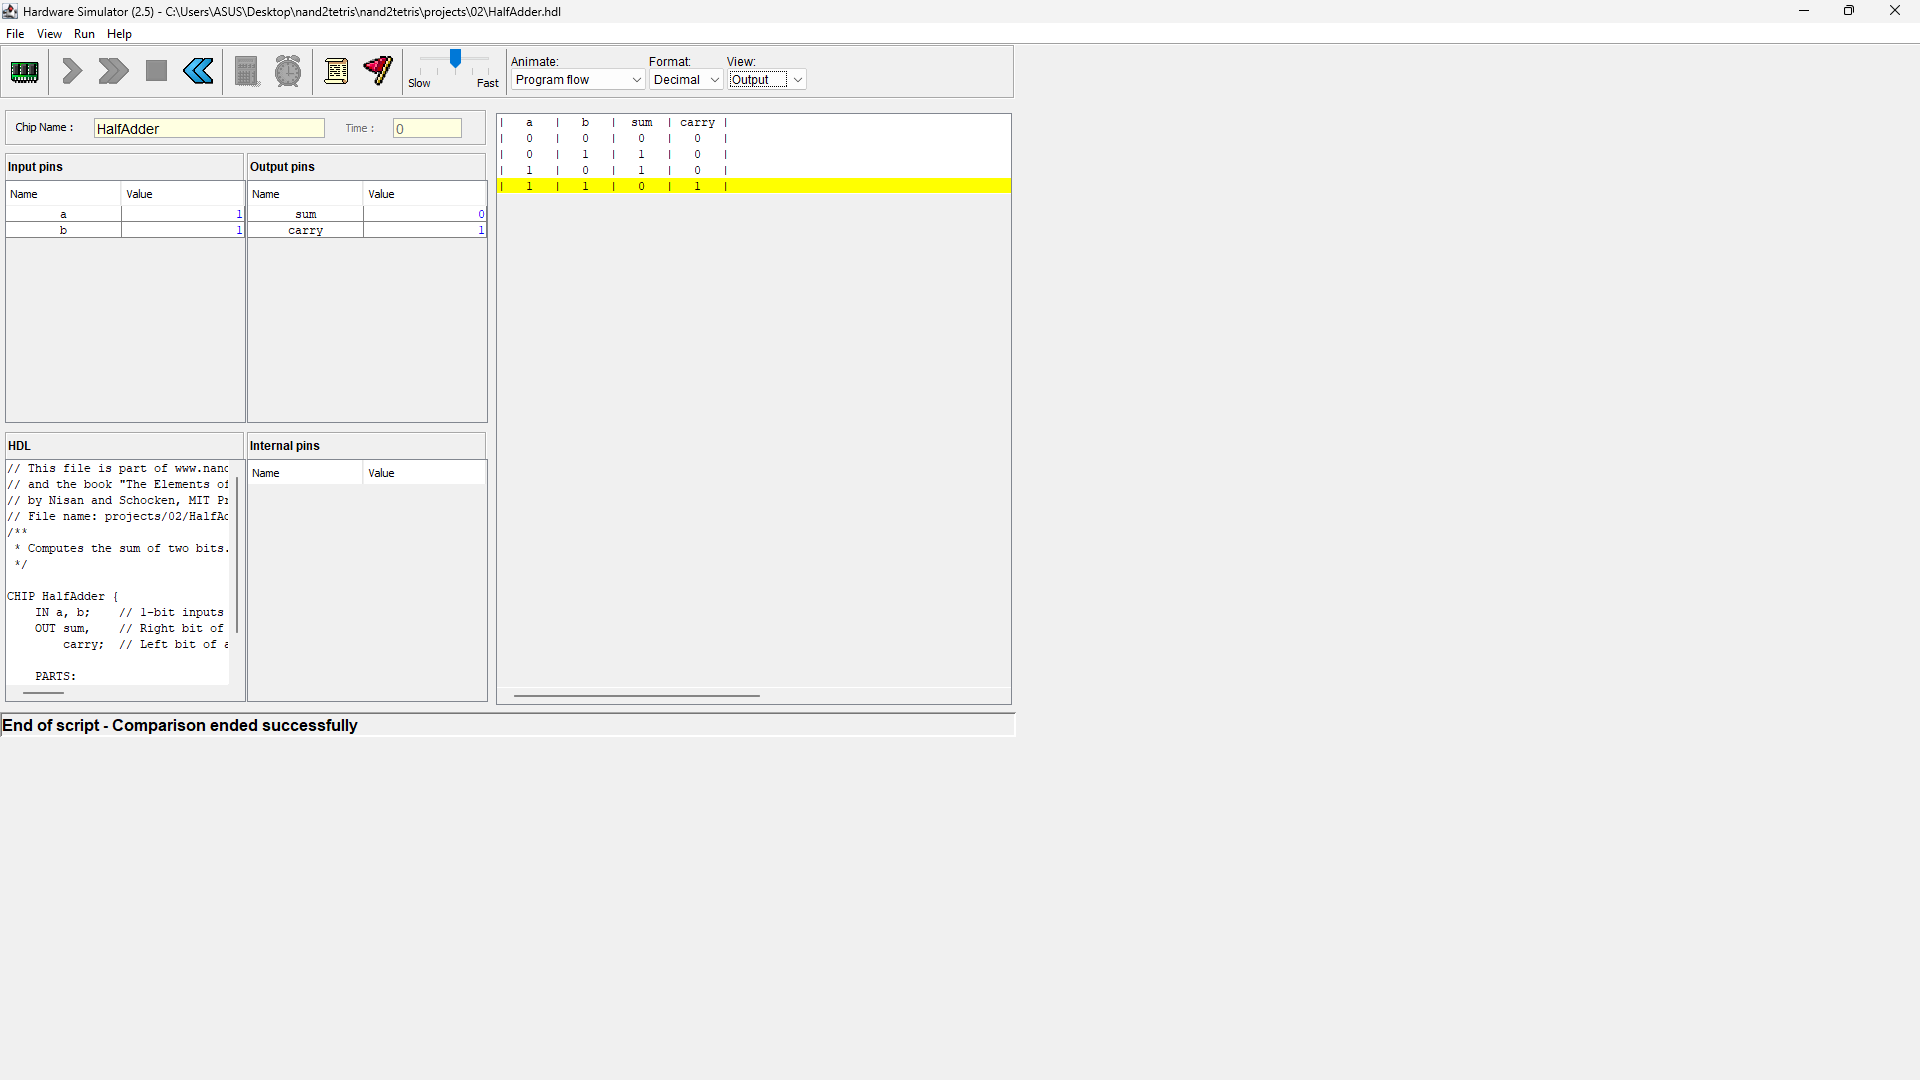 Hardware Simulator (2.5) - C:\Users\ASUS\Desktop\nand2tetris\nand2tetris\projects\02\HalfAdder.hdl
File View Run Help
Slow Fast
Animate: Format: View:
Program flow Decimal Output
Chip Name : HalfAdder Time : 0
Input pins
Name Value
a 1
b 1
Output pins
Name Value
sum 0
carry 1
| a | b | sum | carry |
| 0 | 0 | 0 | 0 |
| 0 | 1 | 1 | 0 |
| 1 | 0 | 1 | 0 |
| 1 | 1 | 0 | 1 |
HDL
// This file is part of www.nand
// and the book "The Elements of
// by Nisan and Schocken, MIT Pr
// File name: projects/02/HalfAd
/**
* Computes the sum of two bits.
*/
CHIP HalfAdder {
IN a, b; // 1-bit inputs
OUT sum, // Right bit of
carry; // Left bit of a
PARTS:
Internal pins
Name Value
End of script - Comparison ended successfully